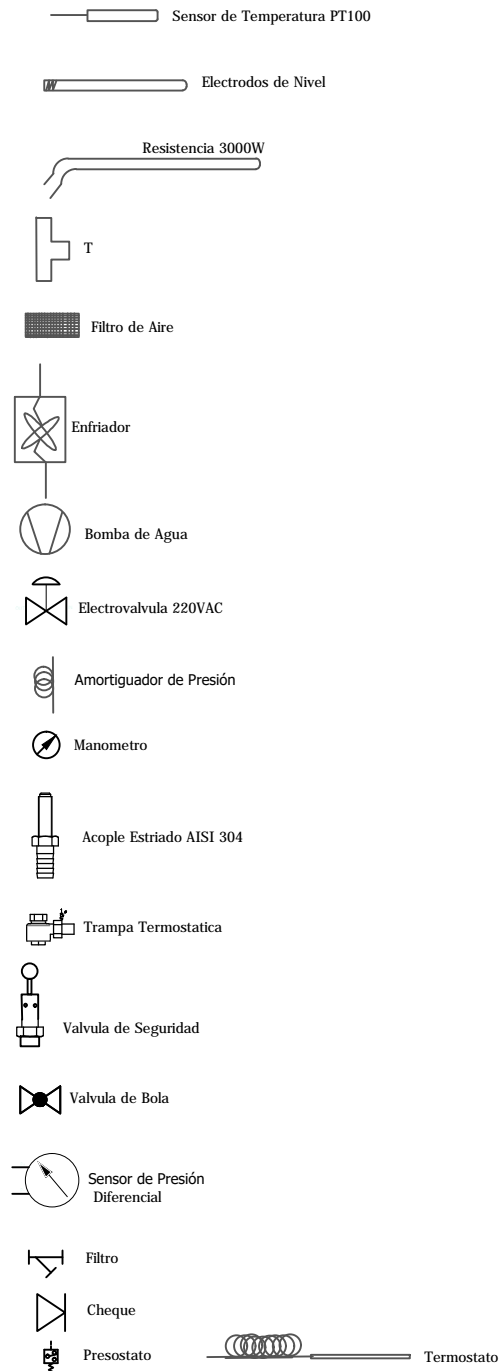 Sensor de Temperatura PT100
Electrodos de Nivel
Resistencia 3000W
T
Filtro de Aire
Enfriador
Bomba de Agua
Electrovalvula 220VAC
Amortiguador de Presión
Manometro
Acople Estriado AISI 304
Trampa Termostatica
Valvula de Seguridad
Valvula de Bola
Sensor de Presión
Diferencial
Filtro
Cheque
Presostato
Termostato